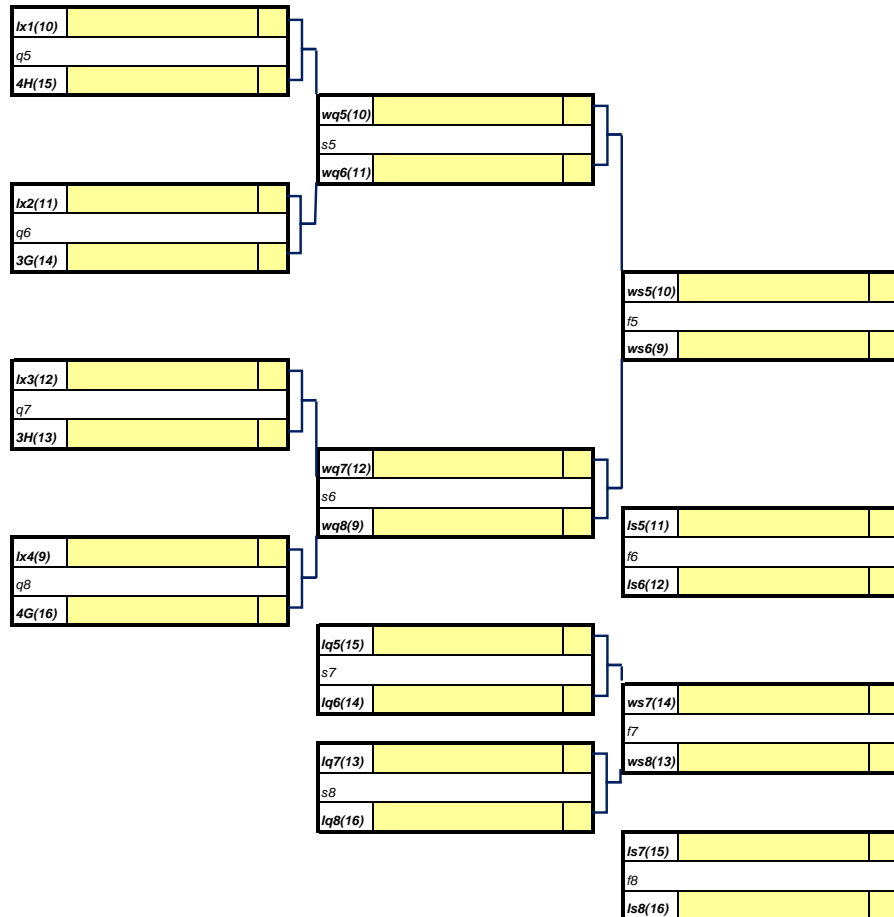 lx1(10)
q5
4H(15)
wq5(10)
s5
wq6(11)
lx2(11)
q6
3G(14)
ws5(10)
f5
ws6(9)
lx3(12)
q7
3H(13)
wq7(12)
s6
wq8(9)
ls5(11)
f6
ls6(12)
lx4(9)
q8
4G(16)
lq5(15)
s7
lq6(14)
ws7(14)
f7
ws8(13)
lq7(13)
s8
lq8(16)
ls7(15)
f8
ls8(16)